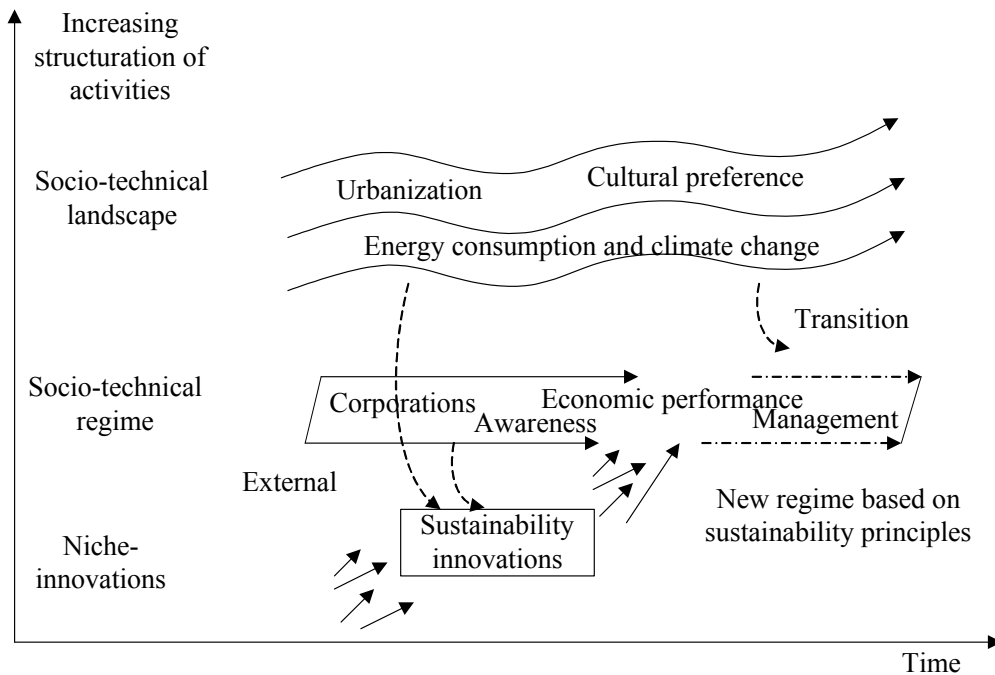 Increasing
structuration of
activities
Socio-technical
landscape
Urbanization
Cultural preference
Energy consumption and climate change
Transition
Socio-technical
regime
Corporations
Economic performance
Awareness
Management
External
New regime based on
sustainability principles
Sustainability
innovations
Niche-
innovations
Time